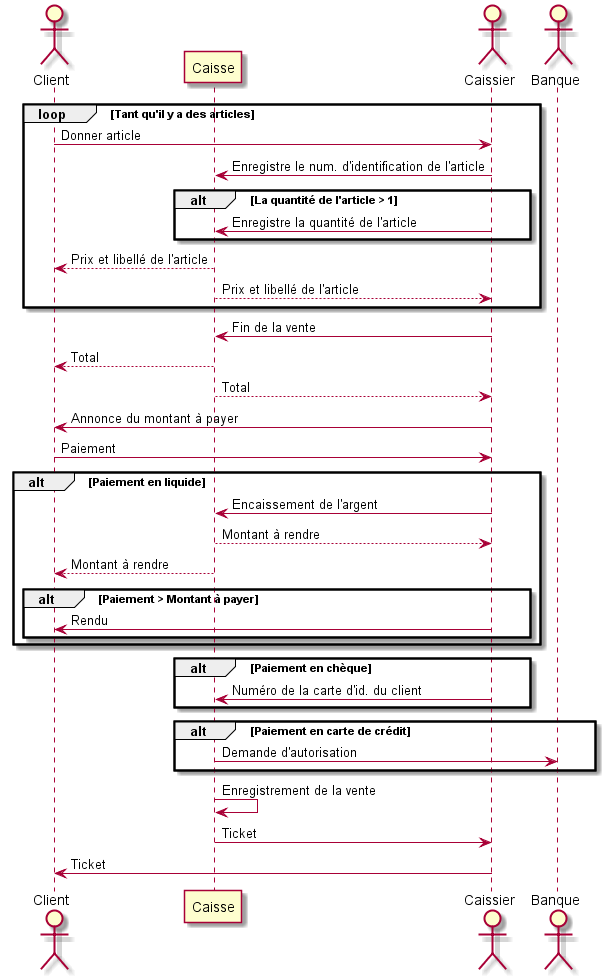 Client
Caisse
Caissier
Banque
loop
[Tant qu'il y a des articles]
Donner article
Enregistre le num. d'identification de l'article
alt
[La quantité de l'article > 1]
Enregistre la quantité de l'article
Prix et libellé de l'article
Prix et libellé de l'article
Fin de la vente
Total
Total
Annonce du montant à payer
Paiement
alt
[Paiement en liquide]
Encaissement de l'argent
Montant à rendre
Montant à rendre
alt
[Paiement > Montant à payer]
Rendu
alt
[Paiement en chèque]
Numéro de la carte d'id. du client
alt
[Paiement en carte de crédit]
Demande d'autorisation
Enregistrement de la vente
Ticket
Ticket
Client
Caisse
Caissier
Banque